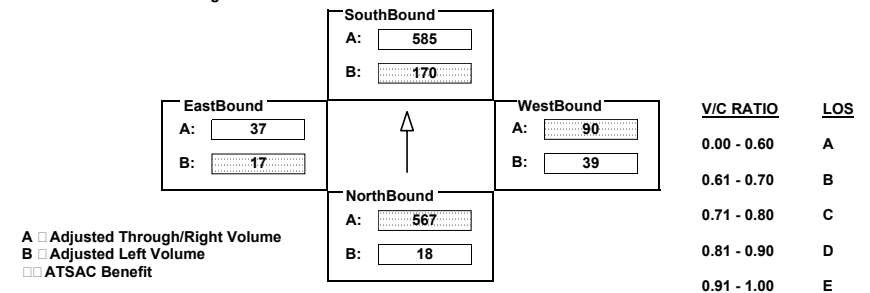 SouthBound
A: 585
B: 170
EastBound
A: 37
B: 17
WestBound
A: 90
B: 39
NorthBound
A: 567
B: 18
A □ Adjusted Through/Right Volume
B □ Adjusted Left Volume
□□ ATSAC Benefit
V/C RATIO LOS
0.00 - 0.60 A
0.61 - 0.70 B
0.71 - 0.80 C
0.81 - 0.90 D
0.91 - 1.00 E